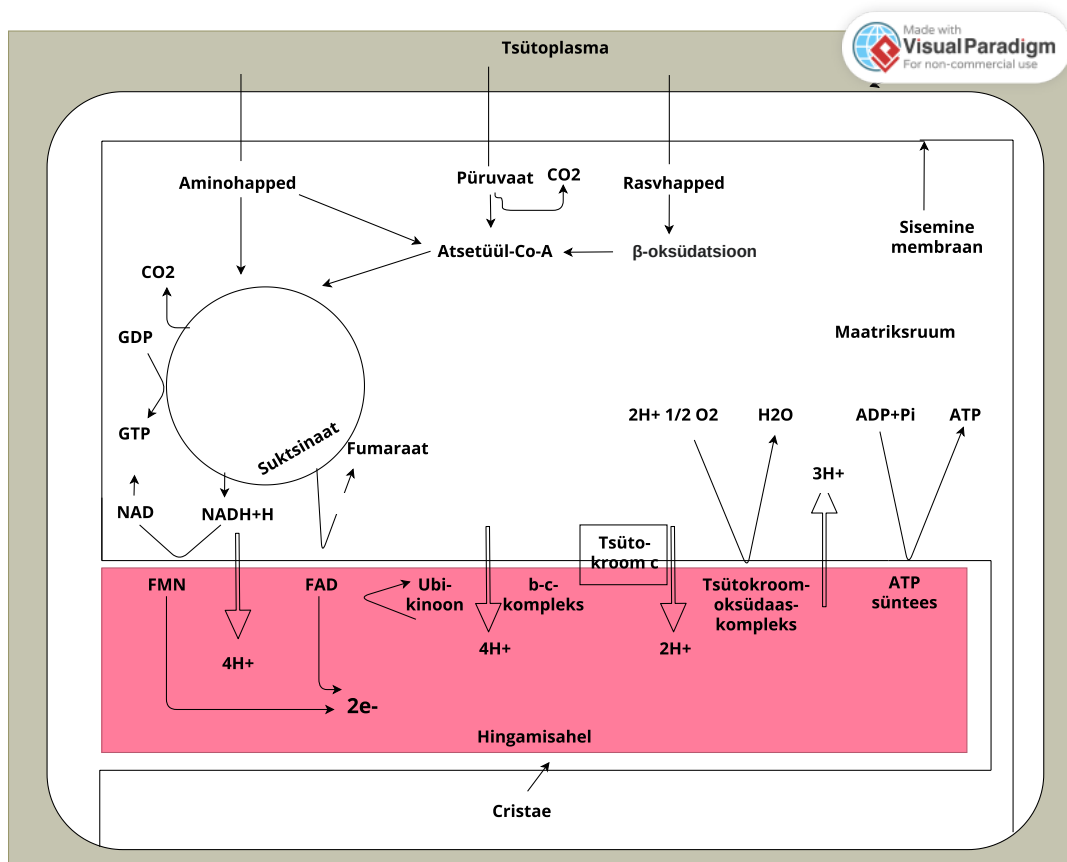 Made with
Visual Paradigm
For non-commercial use
Tsütoplasma
Aminohapped
Püruvaat
CO2
Rasvhapped
Sisemine
membraan
Atsetüül-Co-A
β-oksüdatsioon
CO2
GDP
Maatriksruum
GTP
Suktsinaat
Fumaraat
2H+ 1/2 O2
H2O
ADP+Pi
ATP
3H+
NAD
NADH+H
Tsüto-
kroom c
FMN
FAD
Ubi-
kinoon
b-c-
kompleks
Tsütokroom-
oksüdaas-
kompleks
ATP
süntees
4H+
4H+
2H+
2e-
Hingamisahel
Cristae